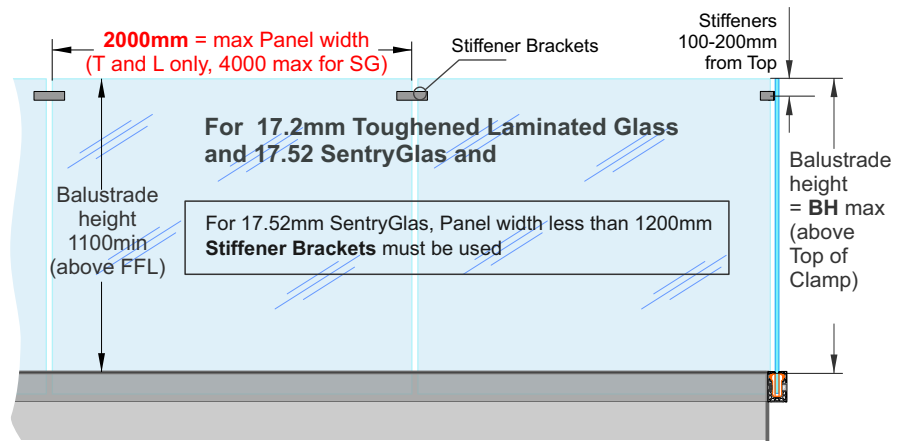 2000mm = max Panel width
(T and L only, 4000 max for SG)
Stiffener Brackets
Stiffeners
100-200mm
from Top
For 17.2mm Toughened Laminated Glass
and 17.52 SentryGlas and
Balustrade
height
1100min
(above FFL)
For 17.52mm SentryGlas, Panel width less than 1200mm
Stiffener Brackets must be used
Balustrade
height
= BH max
(above
Top of
Clamp)